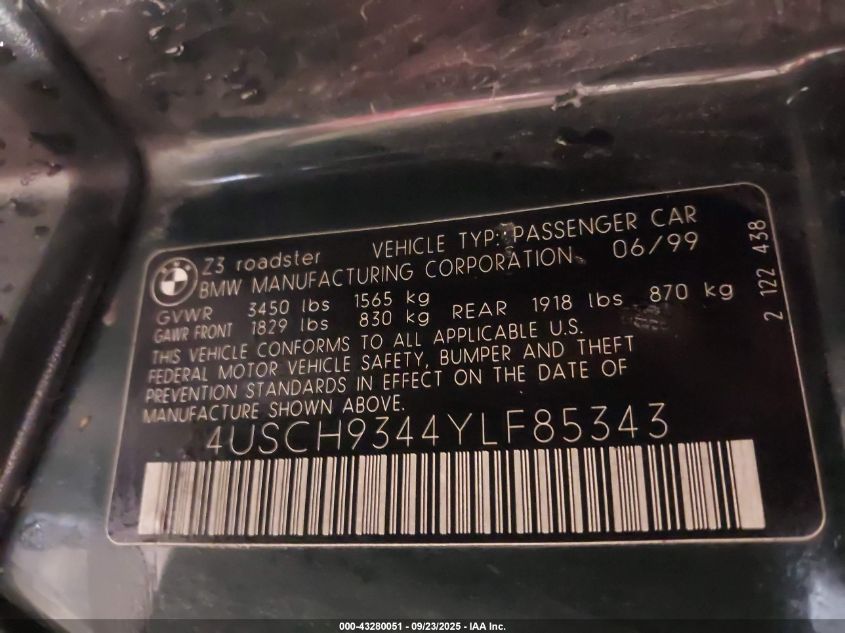 Z3 roadster VEHICLE TYP: PASSENGER CAR
BMW MANUFACTURING CORPORATION 06/99
GVWR 3450 lbs 1565 kg
GAWR FRONT 1829 lbs 830 kg REAR 1918 lbs 870 kg
THIS VEHICLE CONFORMS TO ALL APPLICABLE U.S.
FEDERAL MOTOR VEHICLE SAFETY, BUMPER AND THEFT
PREVENTION STANDARDS IN EFFECT ON THE DATE OF
MANUFACTURE SHOWN ABOVE.
4USCH9344YLF85343
2 122 438
000-43280051 - 09/23/2025 - IAA Inc.